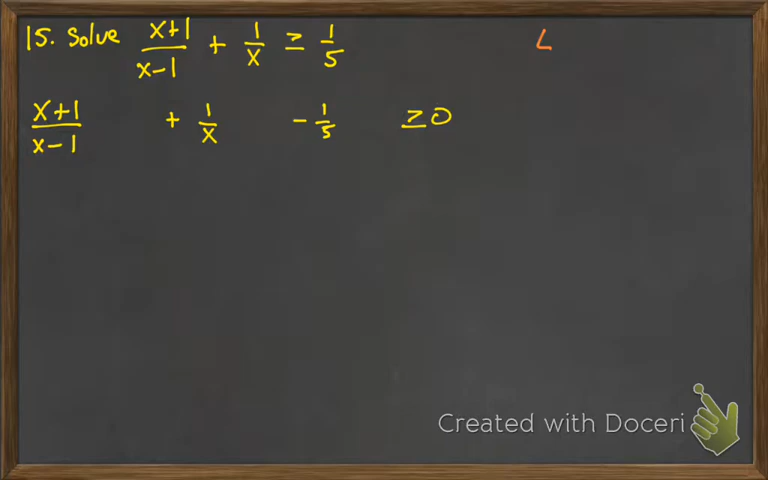 15. Solve (x+1)/(x-1) + 1/x ≥ 1/5
L
(x+1)/(x-1) + 1/x - 1/5 ≥ 0
Created with Doceri